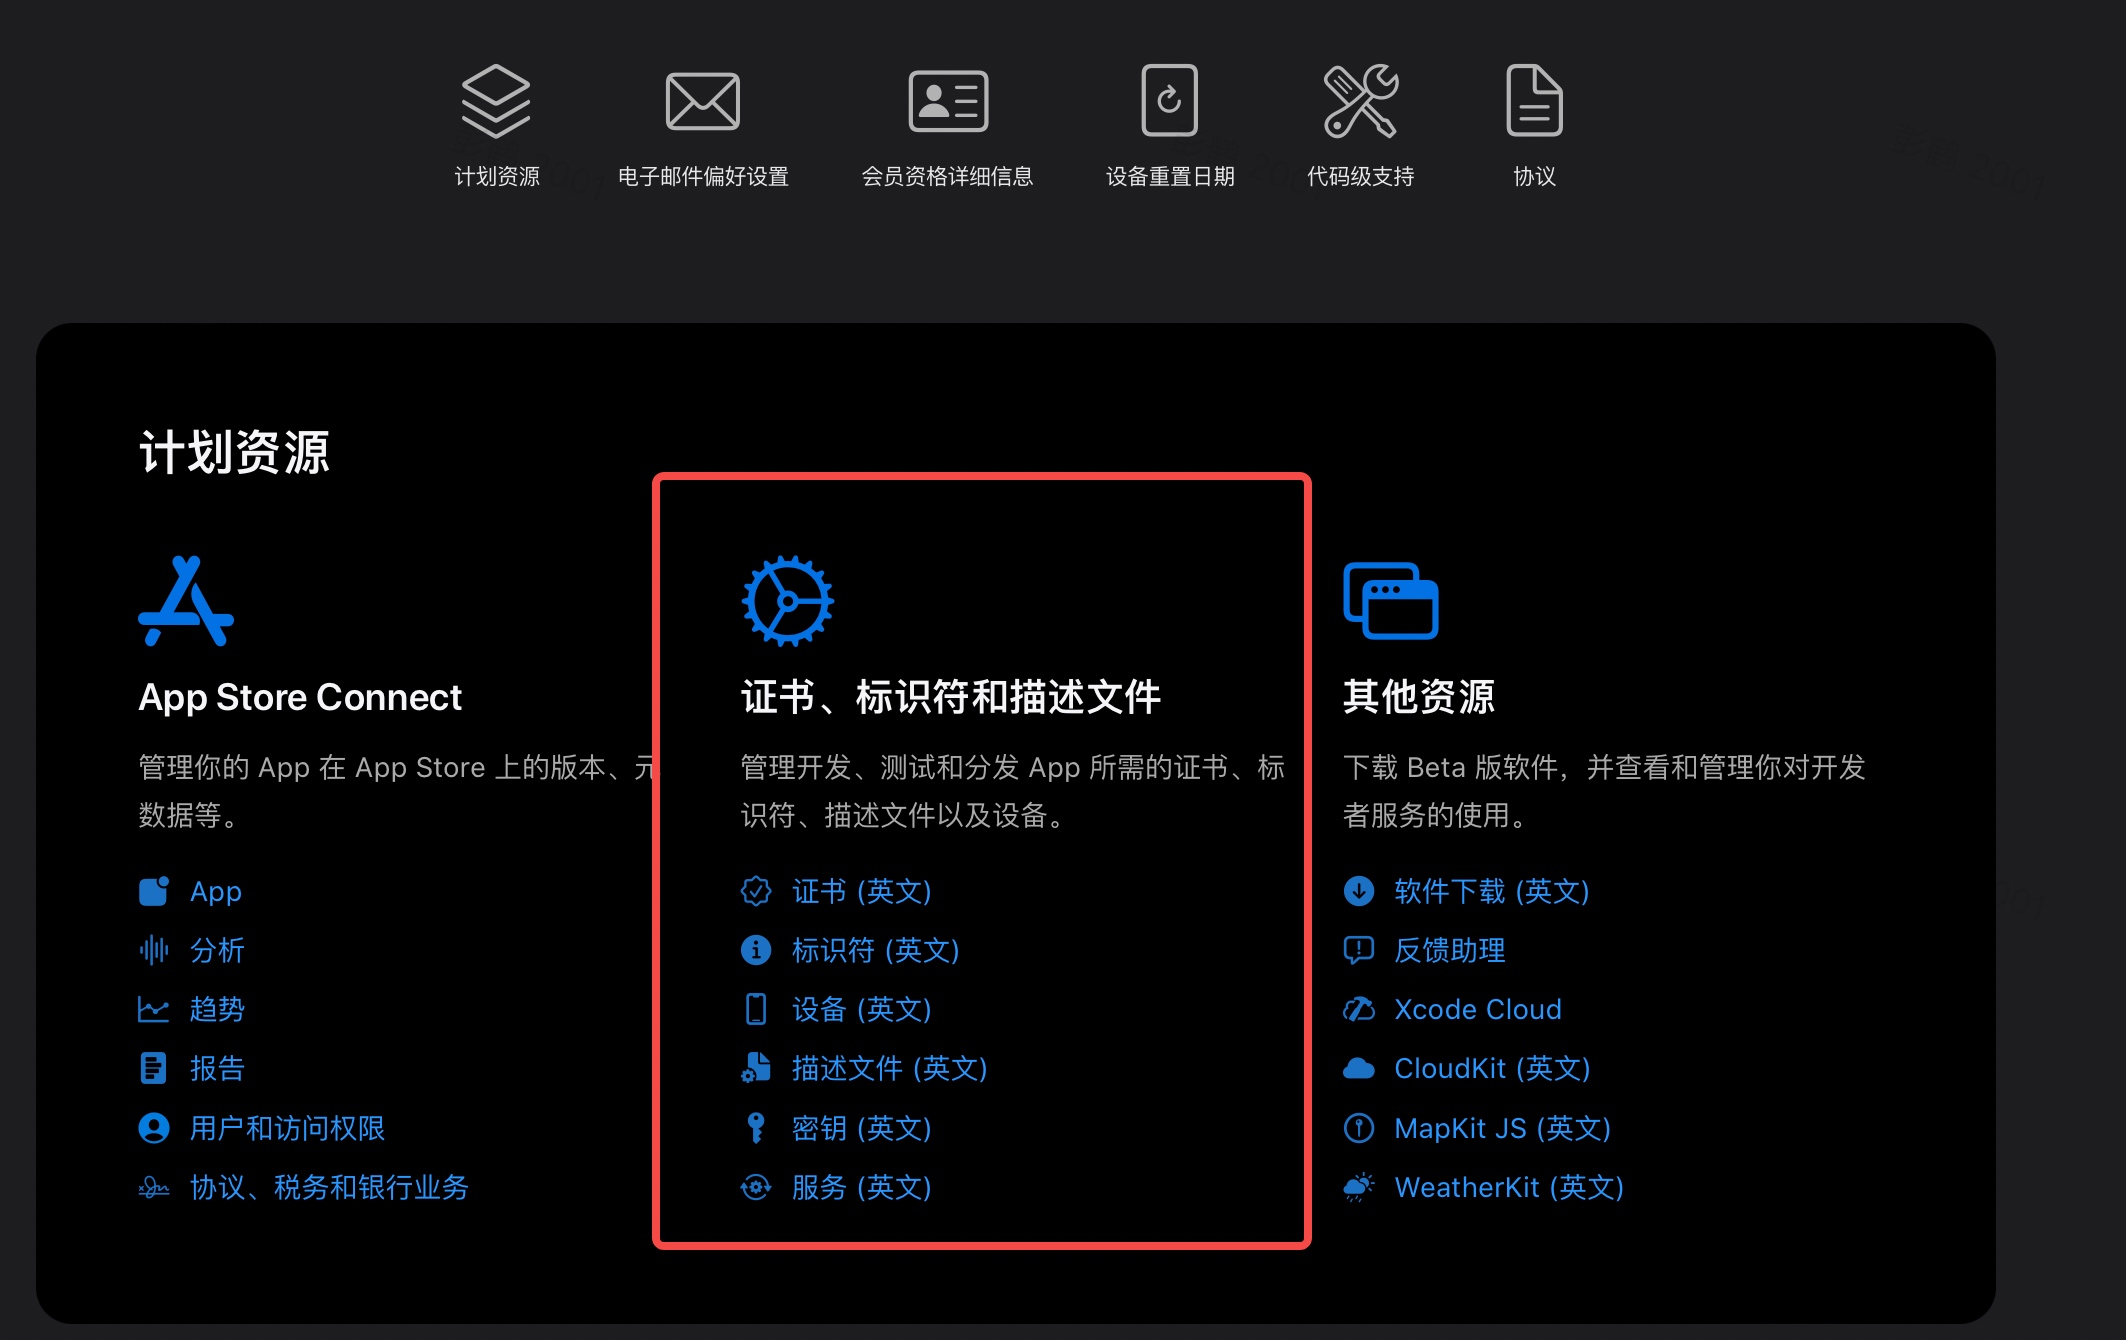 计划资源
电子邮件偏好设置
会员资格详细信息
设备重置日期
代码级支持
协议
计划资源
App Store Connect
管理你的 App 在 App Store 上的版本、元
数据等。
App
分析
趋势
报告
用户和访问权限
协议、税务和银行业务
证书、标识符和描述文件
管理开发、测试和分发 App 所需的证书、标
识符、描述文件以及设备。
证书 (英文)
标识符 (英文)
设备 (英文)
描述文件 (英文)
密钥 (英文)
服务 (英文)
其他资源
下载 Beta 版软件，并查看和管理你对开发
者服务的使用。
软件下载 (英文)
反馈助理
Xcode Cloud
CloudKit (英文)
MapKit JS (英文)
WeatherKit (英文)